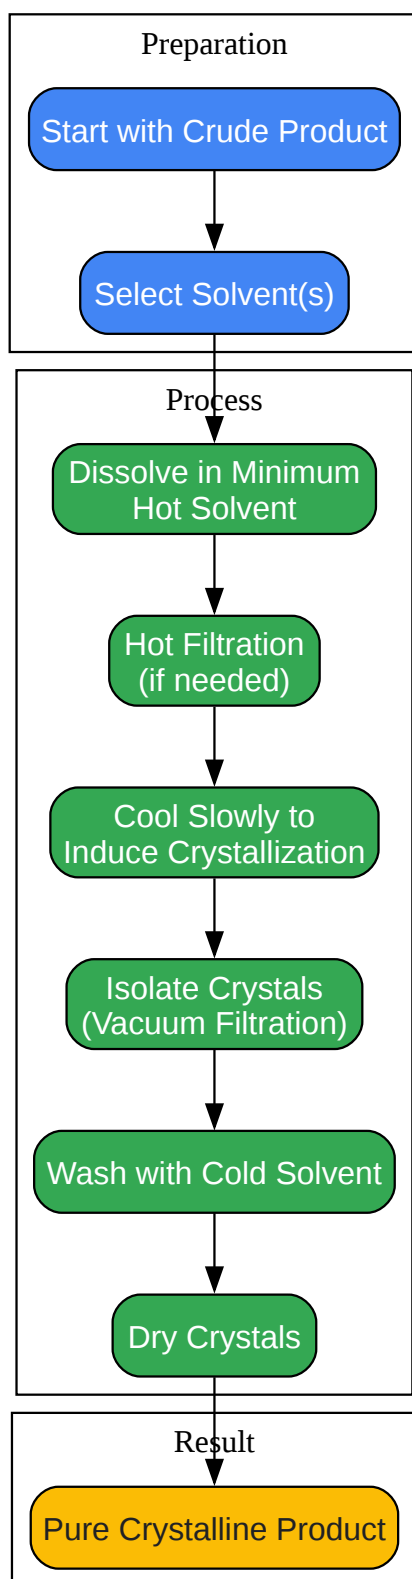 Preparation
Start with Crude Product
Select Solvent(s)
Process
Dissolve in Minimum
Hot Solvent
Hot Filtration
(if needed)
Cool Slowly to
Induce Crystallization
Isolate Crystals
(Vacuum Filtration)
Wash with Cold Solvent
Dry Crystals
Result
Pure Crystalline Product